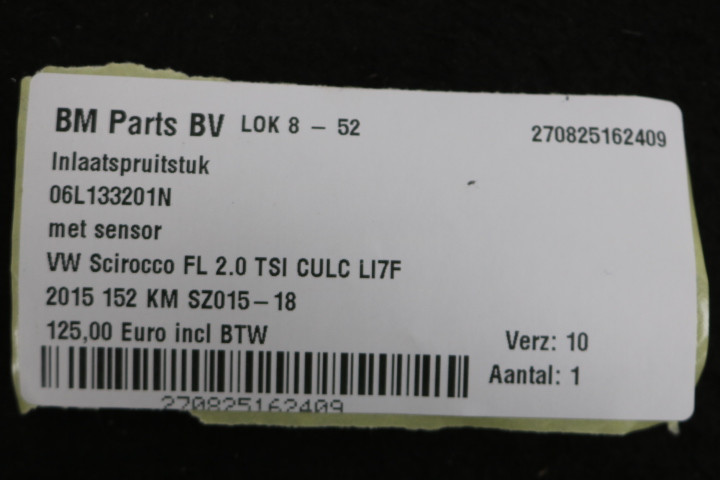 BM Parts BV LOK 8 - 52 270825162409
Inlaatspruitstuk
06L133201N
met sensor
VW Scirocco FL 2.0 TSI CULC LI7F
2015 152 KM SZ015-18
125,00 Euro incl BTW Verz: 10
Aantal: 1
270825162409